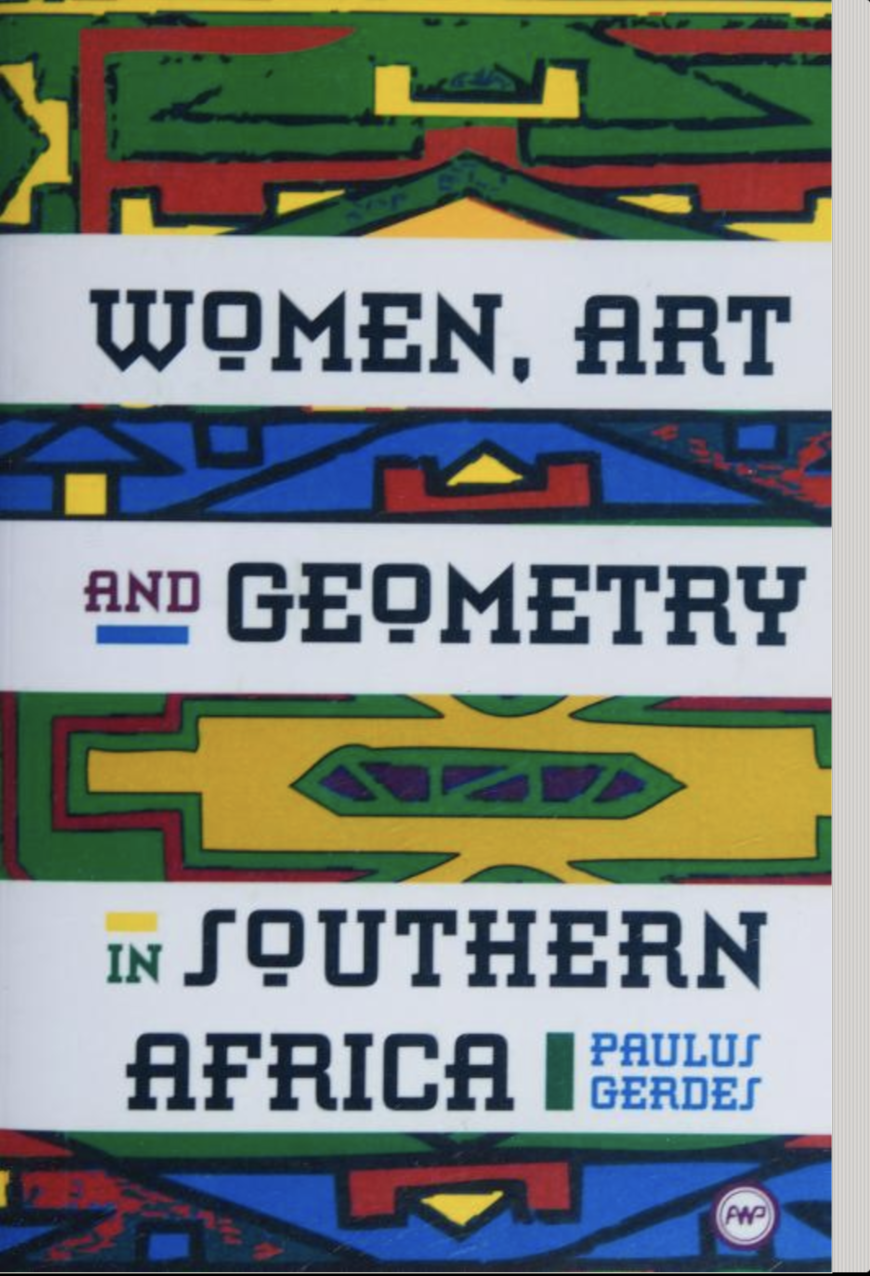 WOMEN, ART
AND GEOMETRY
IN SOUTHERN
AFRICA
PAULUS
GERDES
AWP